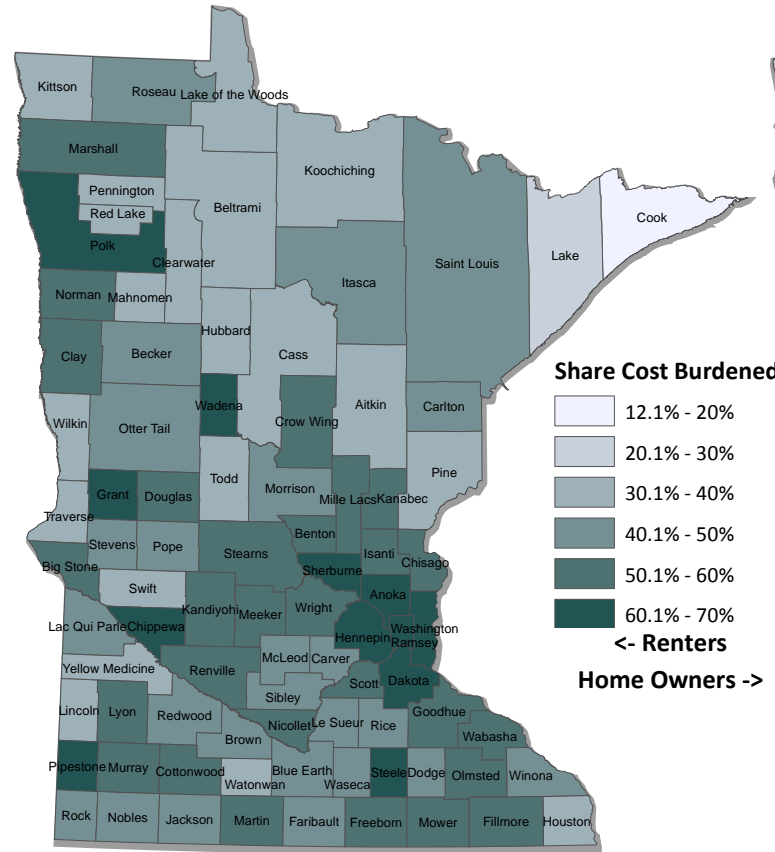 Kittson
Roseau
Lake of the Woods
Marshall
Koochiching
Pennington
Beltrami
Red Lake
Cook
Polk
Clearwater
Lake
Saint Louis
Itasca
Norman
Mahnomen
Hubbard
Clay
Becker
Cass
Share Cost Burdened
12.1% - 20%
20.1% - 30%
30.1% - 40%
40.1% - 50%
50.1% - 60%
60.1% - 70%
<- Renters
Home Owners ->
Wadena
Aitkin
Carlton
Crow Wing
Wilkin
Otter Tail
Pine
Todd
Morrison
Grant
Douglas
Mille Lacs
Kanabec
Traverse
Stevens
Pope
Stearns
Benton
Isanti
Chisago
Big Stone
Sherburne
Swift
Anoka
Kandiyohi
Meeker
Wright
Lac Qui Parle
Chippewa
Hennepin
Washington
Ramsey
Yellow Medicine
Renville
McLeod
Carver
Scott
Dakota
Sibley
Lincoln
Lyon
Redwood
Nicollet
Le Sueur
Rice
Goodhue
Wabasha
Brown
Pipestone
Murray
Cottonwood
Watonwan
Blue Earth
Waseca
Steele
Dodge
Olmsted
Winona
Rock
Nobles
Jackson
Martin
Faribault
Freeborn
Mower
Fillmore
Houston